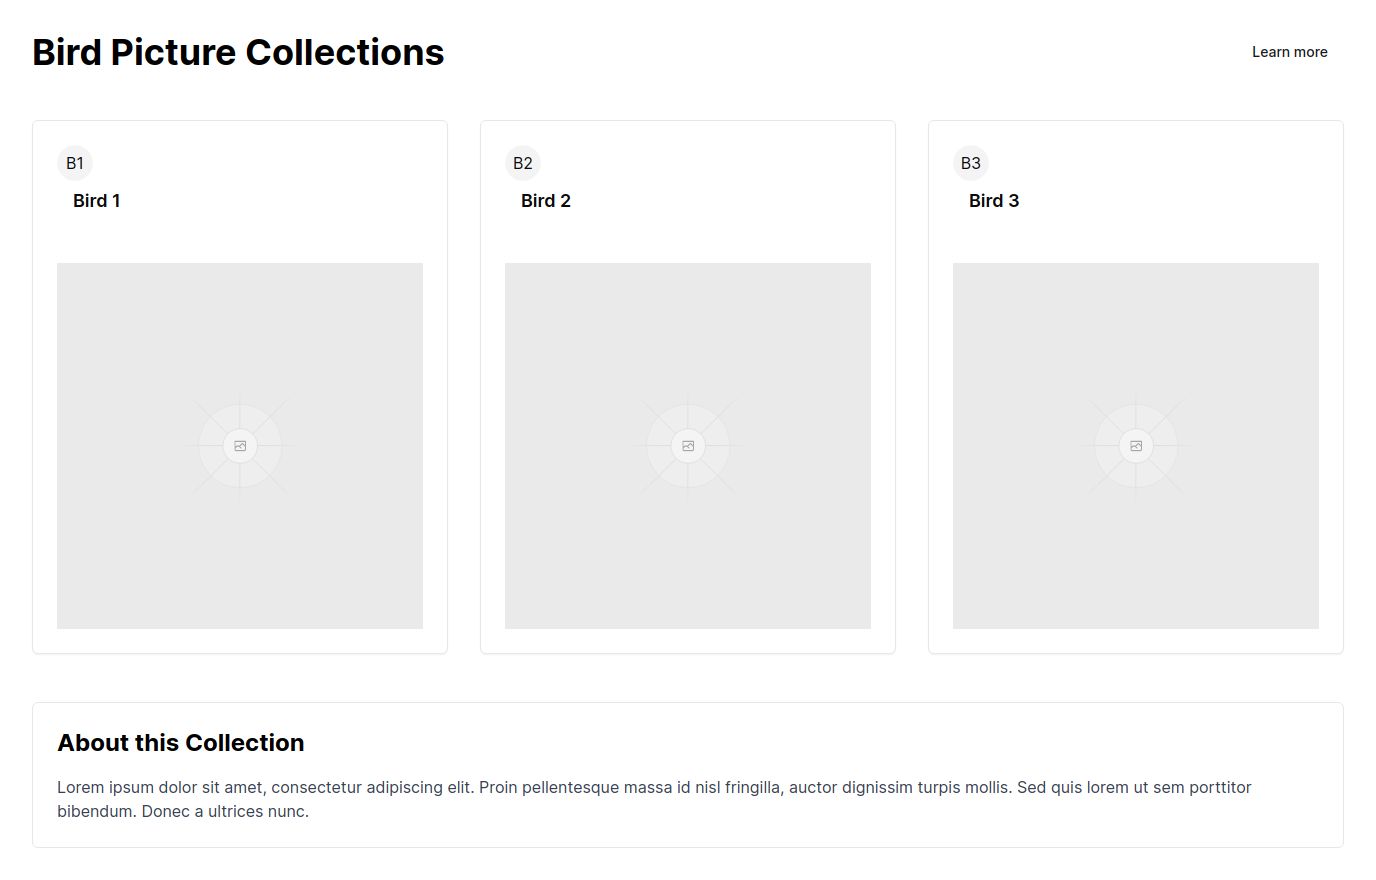 Bird Picture Collections
Learn more
B1
Bird 1
B2
Bird 2
B3
Bird 3
About this Collection
Lorem ipsum dolor sit amet, consectetur adipiscing elit. Proin pellentesque massa id nisl fringilla, auctor dignissim turpis mollis. Sed quis lorem ut sem porttitor
bibendum. Donec a ultrices nunc.